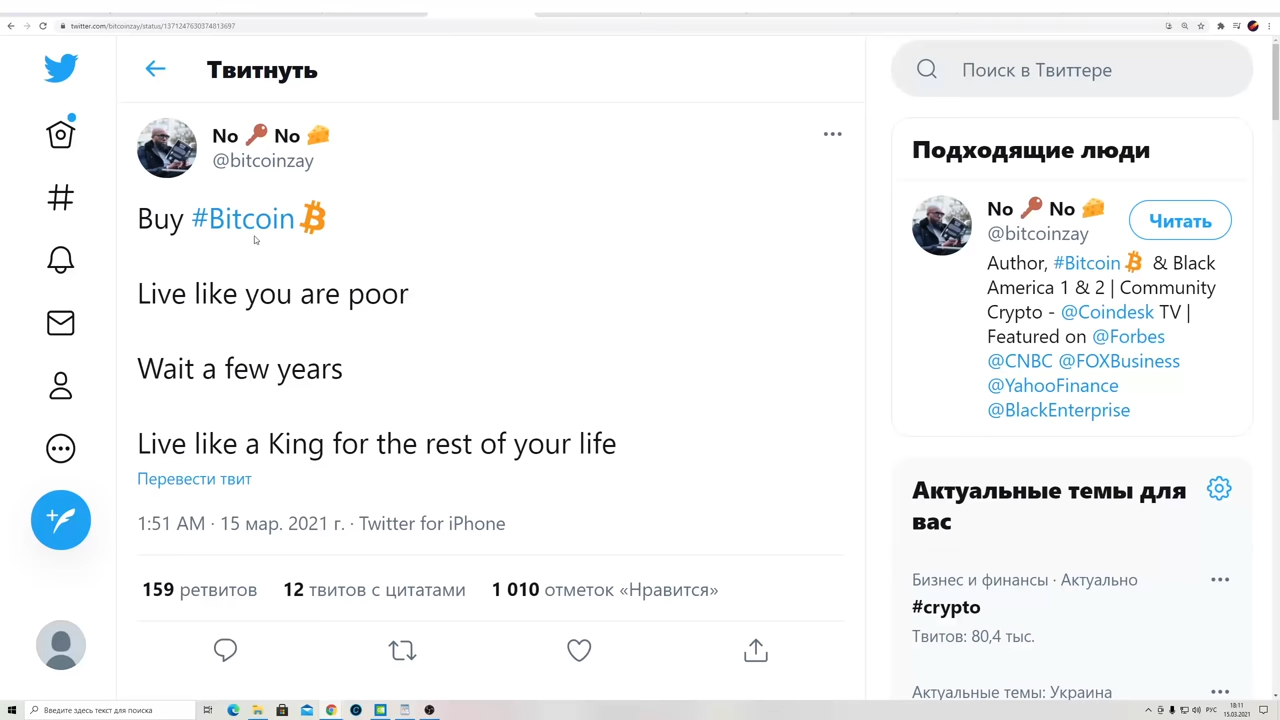 twitter.com/bitcoinzay/status/1371247630374813697
Твитнуть
Поиск в Твиттере
No 🔑 No 🧀
@bitcoinzay
Buy #Bitcoin
Live like you are poor
Wait a few years
Live like a King for the rest of your life
Перевести твит
1:51 AM · 15 мар. 2021 г. · Twitter for iPhone
159 ретвитов 12 твитов с цитатами 1 010 отметок «Нравится»
Подходящие люди
No 🔑 No 🧀
@bitcoinzay
Читать
Author, #Bitcoin & Black
America 1 & 2 | Community
Crypto - @Coindesk TV |
Featured on @Forbes
@CNBC @FOXBusiness
@YahooFinance
@BlackEnterprise
Актуальные темы для
вас
Бизнес и финансы · Актуально
#crypto
Твитов: 80,4 тыс.
Актуальные темы: Украина
Введите здесь текст для поиска
РУС
18:11
15.03.2021